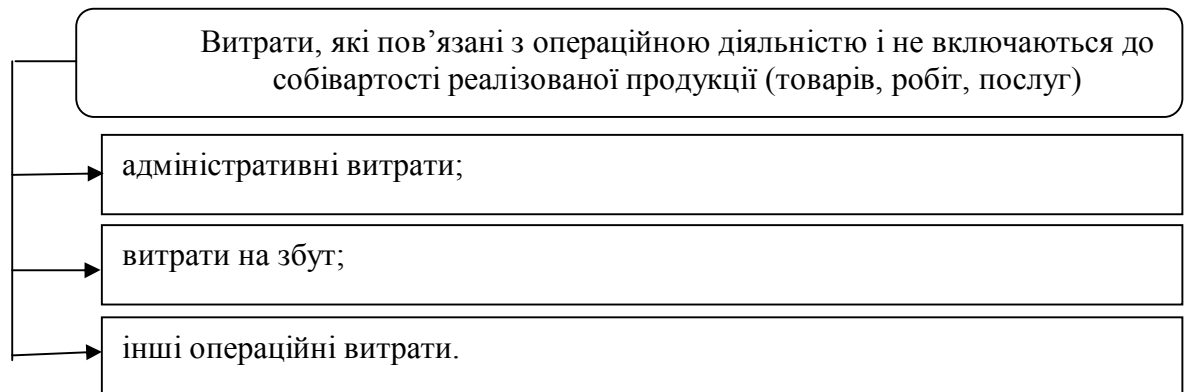 Витрати, які пов’язані з операційною діяльністю і не включаються до
собівартості реалізованої продукції (товарів, робіт, послуг)
адміністративні витрати;
витрати на збут;
інші операційні витрати.